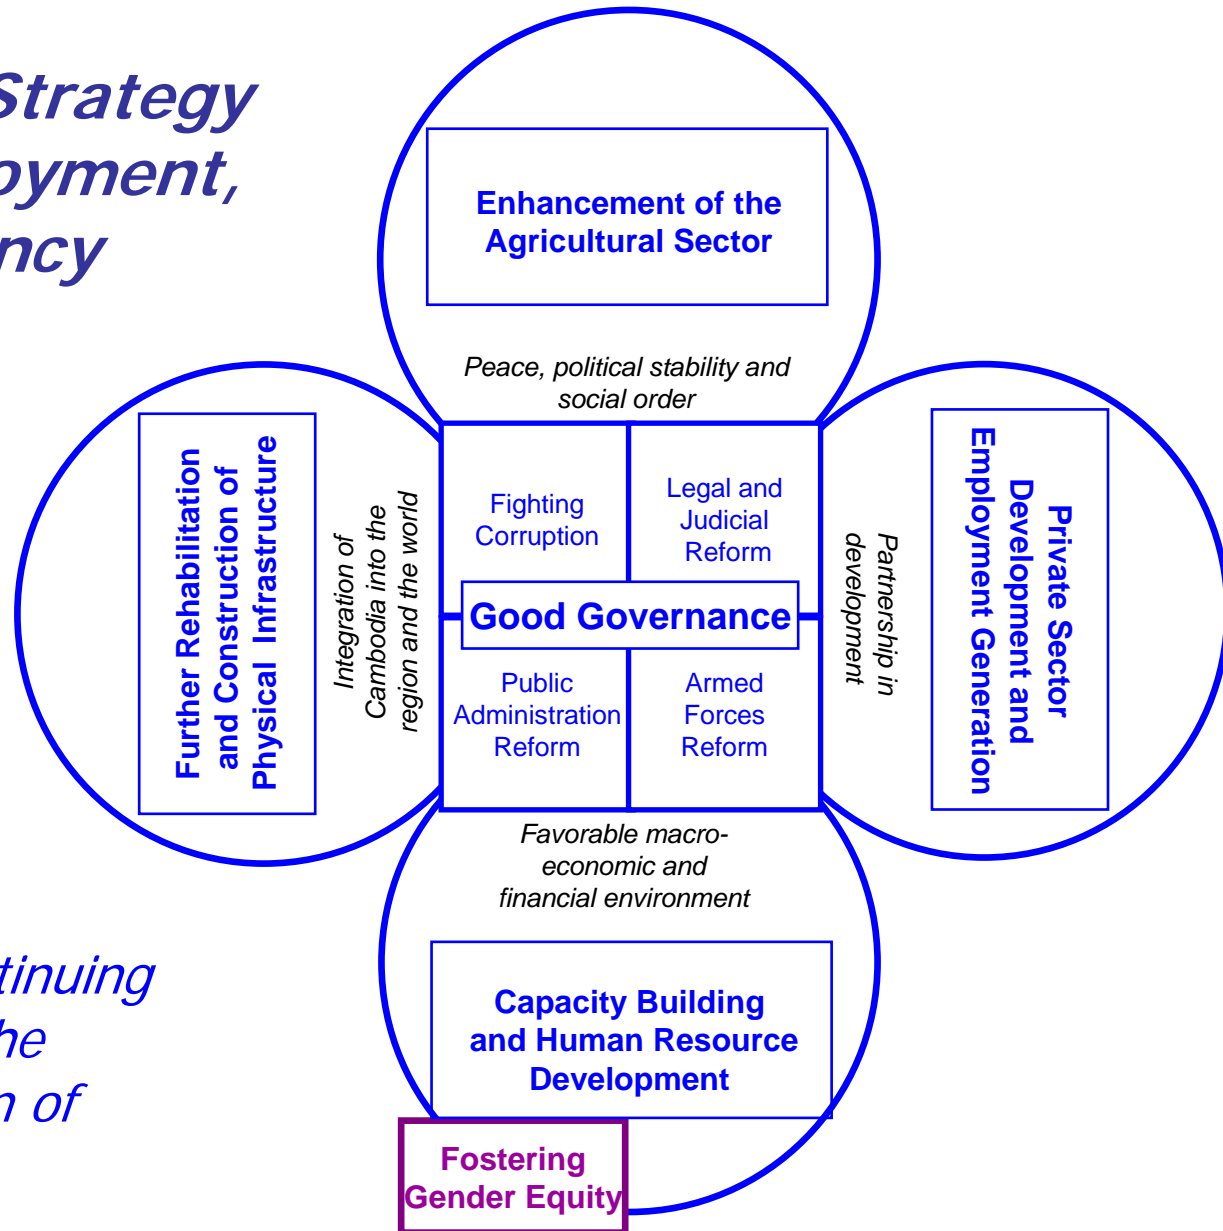 Strategy
oyment,
ncy
Enhancement of the
Agricultural Sector
Peace, political stability and
social order
Further Rehabilitation
and Construction of
Physical Infrastructure
Integration of
Cambodia into the
region and the world
Fighting
Corruption
Legal and
Judicial
Reform
Good Governance
Public
Administration
Reform
Armed
Forces
Reform
Partnership in
development
Private Sector
Development and
Employment Generation
Favorable macro-
economic and
financial environment
tinuing
he
n of
Capacity Building
and Human Resource
Development
Fostering
Gender Equity